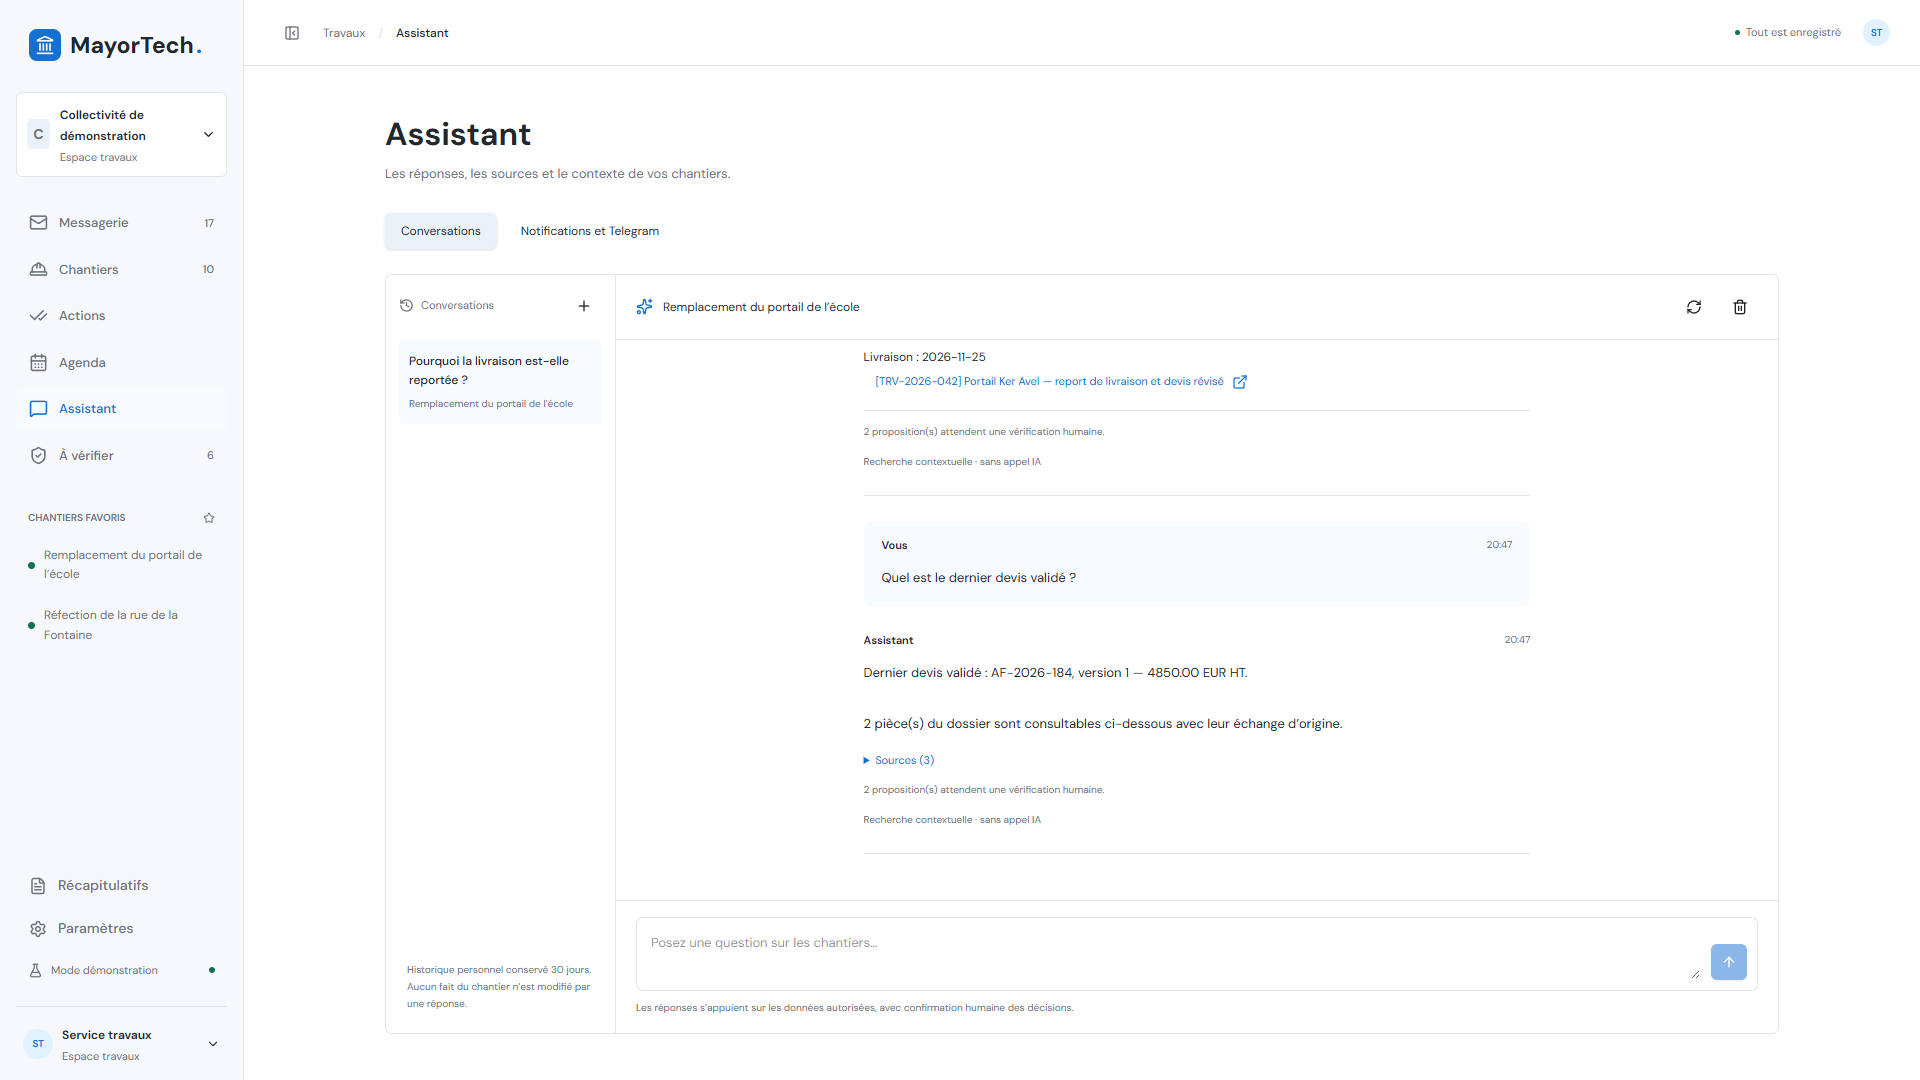 MayorTech.
C
Collectivité de
démonstration
Espace travaux
Messagerie 17
Chantiers 10
Actions
Agenda
Assistant
À vérifier 6
CHANTIERS FAVORIS
Remplacement du portail de
l’école
Réfection de la rue de la
Fontaine
Récapitulatifs
Paramètres
Mode démonstration
ST
Service travaux
Espace travaux
Travaux / Assistant
Tout est enregistré
ST
Assistant
Les réponses, les sources et le contexte de vos chantiers.
Conversations
Notifications et Telegram
Conversations
Pourquoi la livraison est-elle
reportée ?
Remplacement du portail de l’école
Historique personnel conservé 30 jours.
Aucun fait du chantier n’est modifié par
une réponse.
Remplacement du portail de l’école
Livraison : 2026-11-25
[TRV-2026-042] Portail Ker Avel — report de livraison et devis révisé
2 proposition(s) attendent une vérification humaine.
Recherche contextuelle · sans appel IA
Vous 20:47
Quel est le dernier devis validé ?
Assistant 20:47
Dernier devis validé : AF-2026-184, version 1 — 4850.00 EUR HT.
2 pièce(s) du dossier sont consultables ci-dessous avec leur échange d’origine.
Sources (3)
2 proposition(s) attendent une vérification humaine.
Recherche contextuelle · sans appel IA
Posez une question sur les chantiers…
Les réponses s’appuient sur les données autorisées, avec confirmation humaine des décisions.